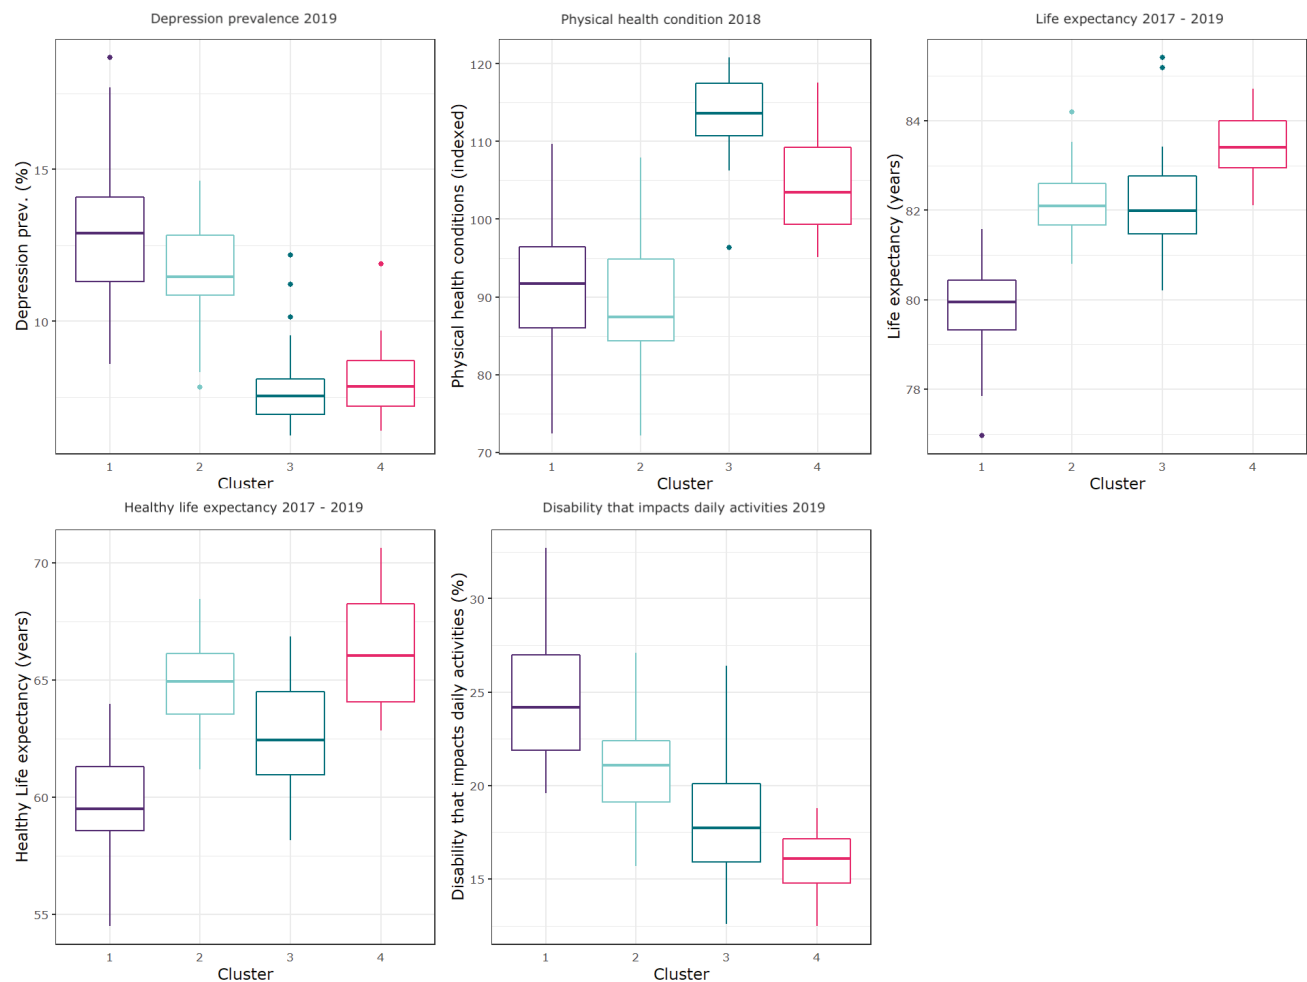 Depression prevalence 2019
Depression prev. (%)
15
10
1 2 3 4
Cluster
Physical health condition 2018
Physical health conditions (indexed)
120
110
100
90
80
70
1 2 3 4
Cluster
Life expectancy 2017 - 2019
Life expectancy (years)
84
82
80
78
1 2 3 4
Cluster
Healthy life expectancy 2017 - 2019
Healthy Life expectancy (years)
70
65
60
55
1 2 3 4
Cluster
Disability that impacts daily activities 2019
Disability that impacts daily activities (%)
30
25
20
15
1 2 3 4
Cluster